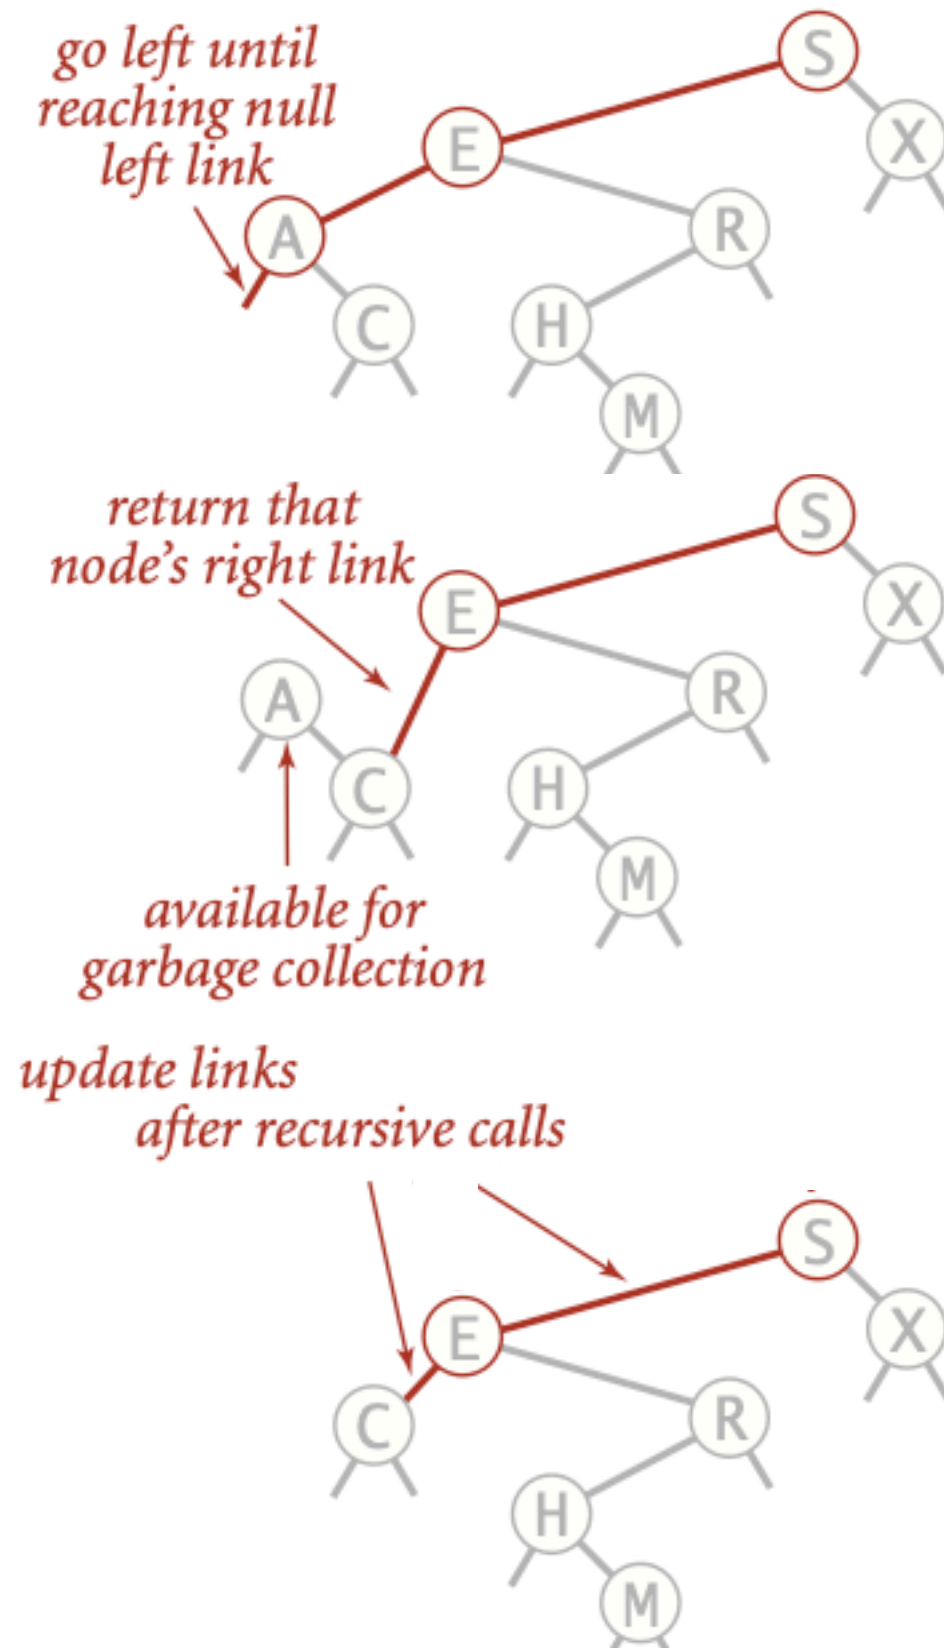 go left until
reaching null
left link
S
E
X
A
R
C
H
M
return that
node's right link
S
E
X
A
R
C
H
M
available for
garbage collection
update links
after recursive calls
S
E
X
C
R
H
M